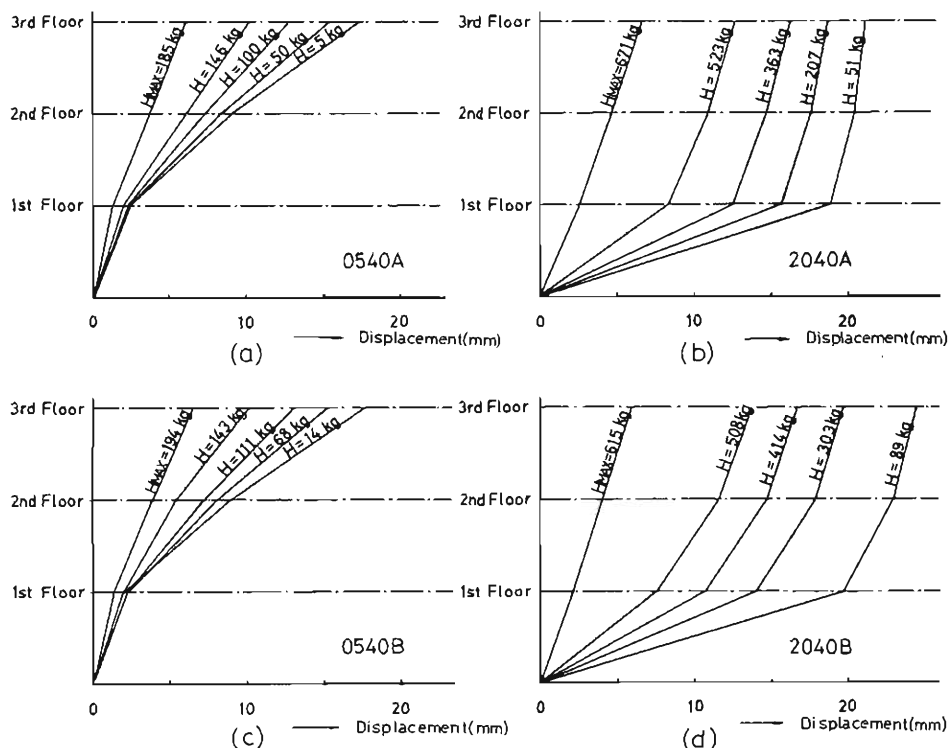 3rd Floor
2nd Floor
1st Floor
HMAX=185 kg
H=146 kg
H=100 kg
H=50 kg
H=5 kg
0540A
0 10 20
Displacement(mm)
(a)
3rd Floor
2nd Floor
1st Floor
HMAX=671 kg
H=523 kg
H=363 kg
H=207 kg
H=51 kg
2040A
0 10 20
Displacement(mm)
(b)
3rd Floor
2nd Floor
1st Floor
HMAX=194 kg
H=143 kg
H=111 kg
H=68 kg
H=14 kg
0540B
0 10 20
Displacement(mm)
(c)
3rd Floor
2nd Floor
1st Floor
HMAX=615 kg
H=508 kg
H=414 kg
H=303 kg
H=89 kg
2040B
0 10 20
Displacement(mm)
(d)